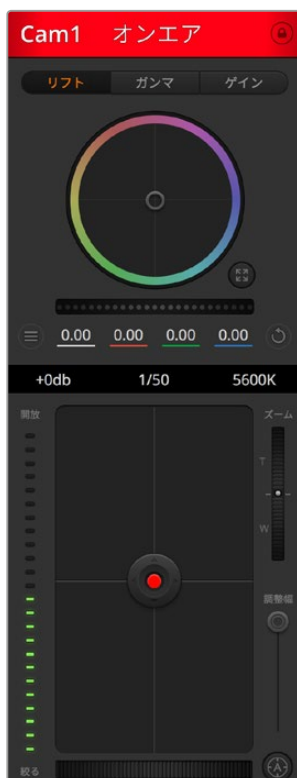 Cam1 オンエア
リフト ガンマ ゲイン
0.00 0.00 0.00 0.00
+0db 1/50 5600K
開放 ズーム
T
W
調整幅
絞る A